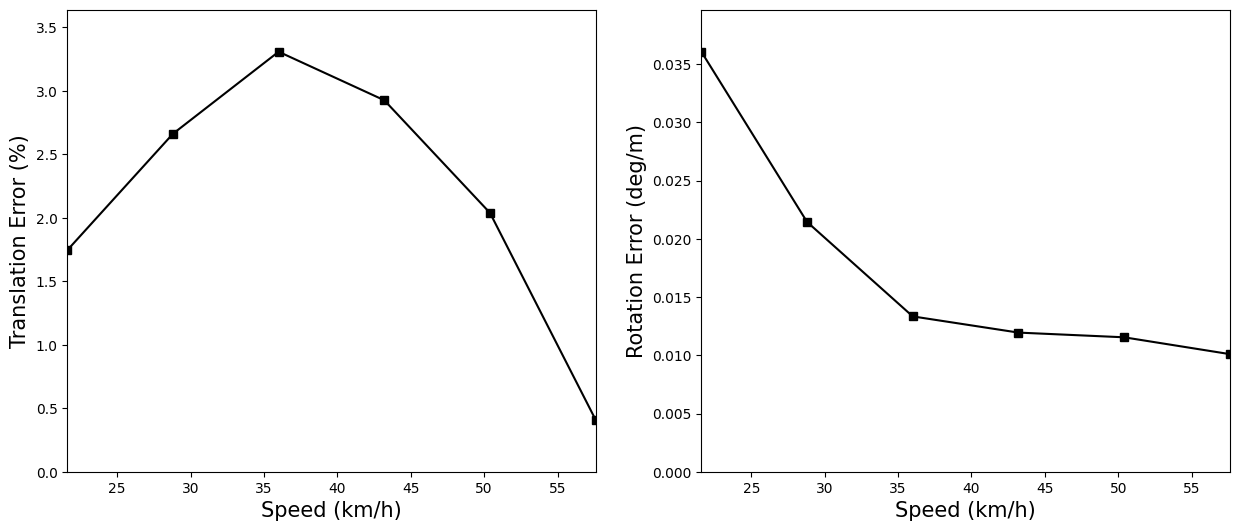 3.5
3.0
2.5
2.0
1.5
1.0
0.5
0.0
Translation Error (%)
25 30 35 40 45 50 55
Speed (km/h)
0.035
0.030
0.025
0.020
0.015
0.010
0.005
0.000
Rotation Error (deg/m)
25 30 35 40 45 50 55
Speed (km/h)